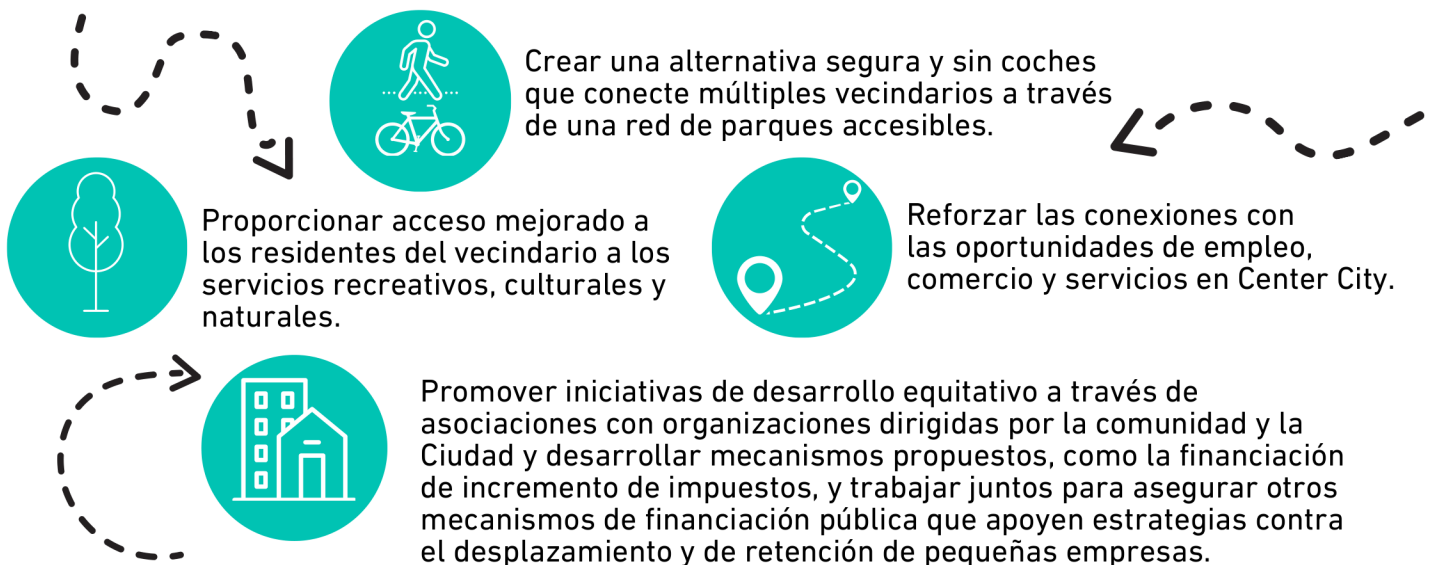 Crear una alternativa segura y sin coches
que conecte múltiples vecindarios a través
de una red de parques accesibles.
Proporcionar acceso mejorado a
los residentes del vecindario a los
servicios recreativos, culturales y
naturales.
Reforzar las conexiones con
las oportunidades de empleo,
comercio y servicios en Center City.
Promover iniciativas de desarrollo equitativo a través de
asociaciones con organizaciones dirigidas por la comunidad y la
Ciudad y desarrollar mecanismos propuestos, como la financiación
de incremento de impuestos, y trabajar juntos para asegurar otros
mecanismos de financiación pública que apoyen estrategias contra
el desplazamiento y de retención de pequeñas empresas.